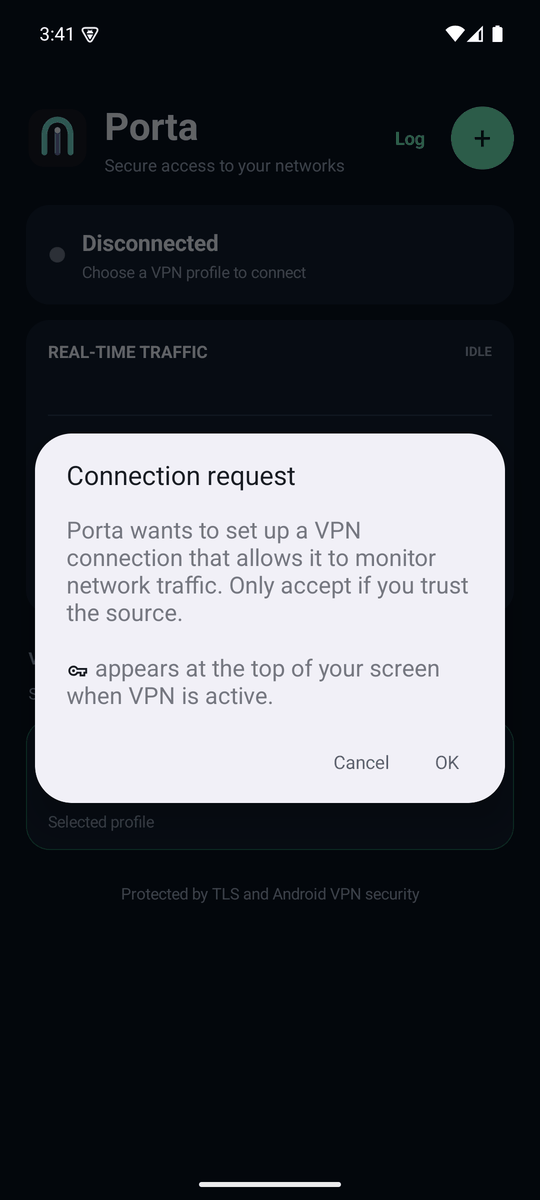 3:41
Porta
Secure access to your networks
Log
+
Disconnected
Choose a VPN profile to connect
REAL-TIME TRAFFIC
IDLE
Connection request
Porta wants to set up a VPN
connection that allows it to monitor
network traffic. Only accept if you trust
the source.
appears at the top of your screen
when VPN is active.
Cancel
OK
Selected profile
Protected by TLS and Android VPN security